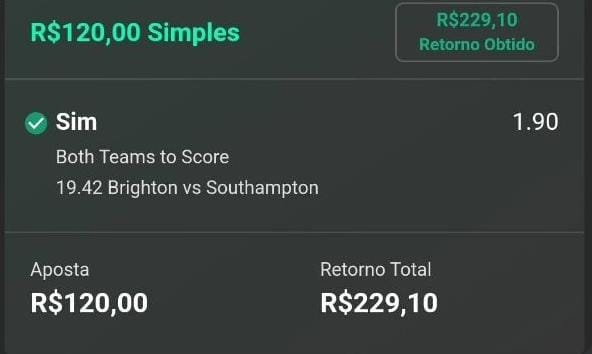 R$120,00 Simples
R$229,10
Retorno Obtido
Sim
1.90
Both Teams to Score
19.42 Brighton vs Southampton
Aposta
Retorno Total
R$120,00
R$229,10